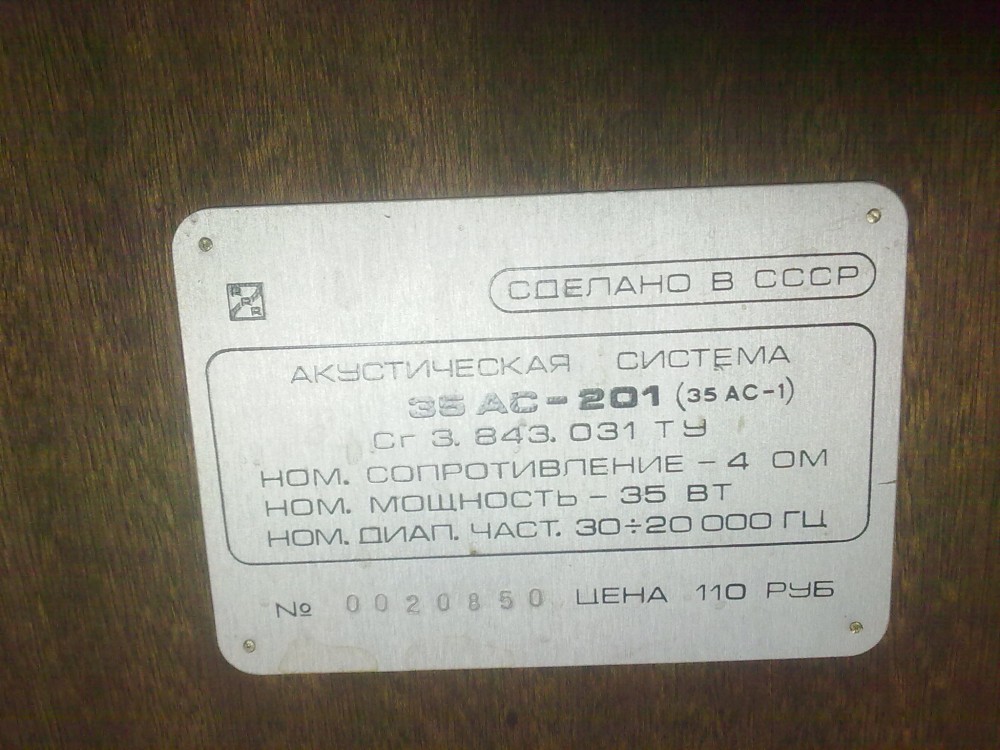 СДЕЛАНО В СССР
АКУСТИЧЕСКАЯ СИСТЕМА
35 АС-201 (35 АС-1)
Сг 3. 843. 031 ТУ
НОМ. СОПРОТИВЛЕНИЕ – 4 ОМ
НОМ. МОЩНОСТЬ – 35 ВТ
НОМ. ДИАП. ЧАСТ. 30÷20 000 ГЦ
№ 0020850 ЦЕНА 110 РУБ